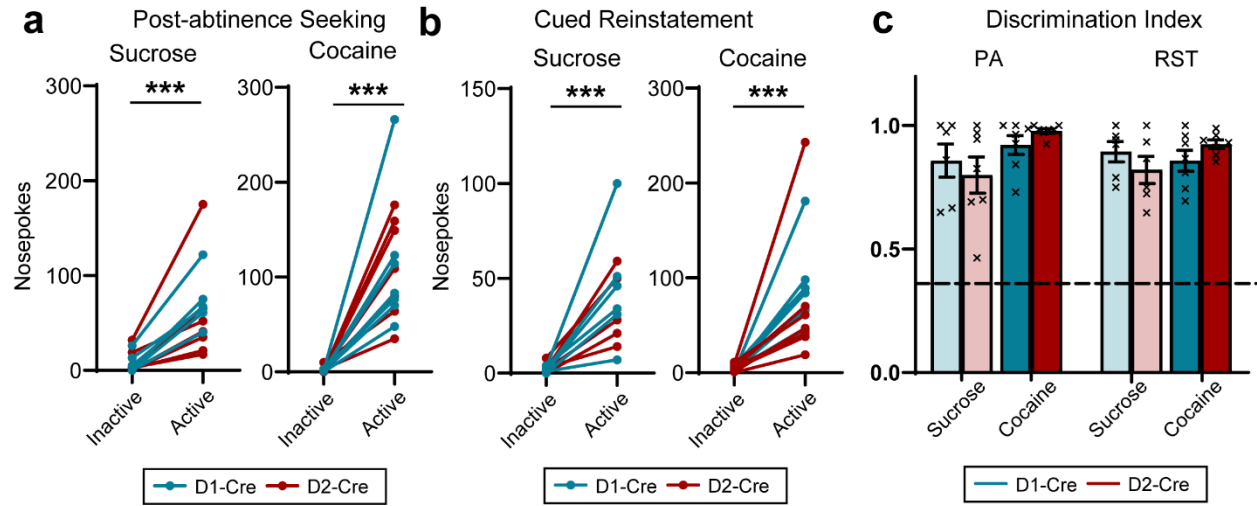 a Post-abtinence Seeking
Sucrose
Cocaine
Nosepokes
300
200
100
0
***
Inactive
Active
300
200
100
0
***
Inactive
Active
D1-Cre D2-Cre
b Cued Reinstatement
Sucrose
Cocaine
Nosepokes
150
100
50
0
***
Inactive
Active
300
200
100
0
***
Inactive
Active
D1-Cre D2-Cre
c Discrimination Index
PA RST
1.0
0.5
0.0
Sucrose
Cocaine
Sucrose
Cocaine
D1-Cre D2-Cre